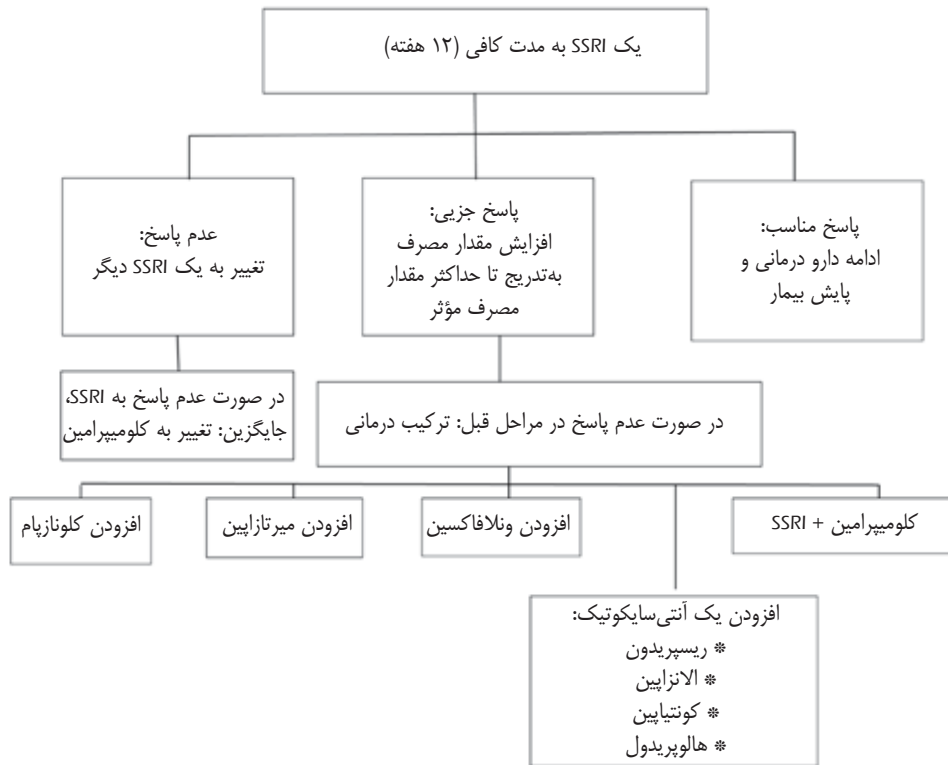 یک SSRI به مدت کافی (۱۲ هفته)
پاسخ مناسب:
ادامه دارو درمانی و
پایش بیمار
پاسخ جزیی:
افزایش مقدار مصرف
به‌تدریج تا حداکثر مقدار
مصرف مؤثر
عدم پاسخ:
تغییر به یک SSRI دیگر
در صورت عدم پاسخ به SSRI،
جایگزین: تغییر به کلومیپرامین
در صورت عدم پاسخ در مراحل قبل: ترکیب درمانی
کلومیپرامین + SSRI
افزودن ونلافاکسین
افزودن میرتازاپین
افزودن کلونازپام
افزودن یک آنتی‌سایکوتیک:
* ریسپریدون
* الانزاپین
* کونتیاپین
* هالوپریدول